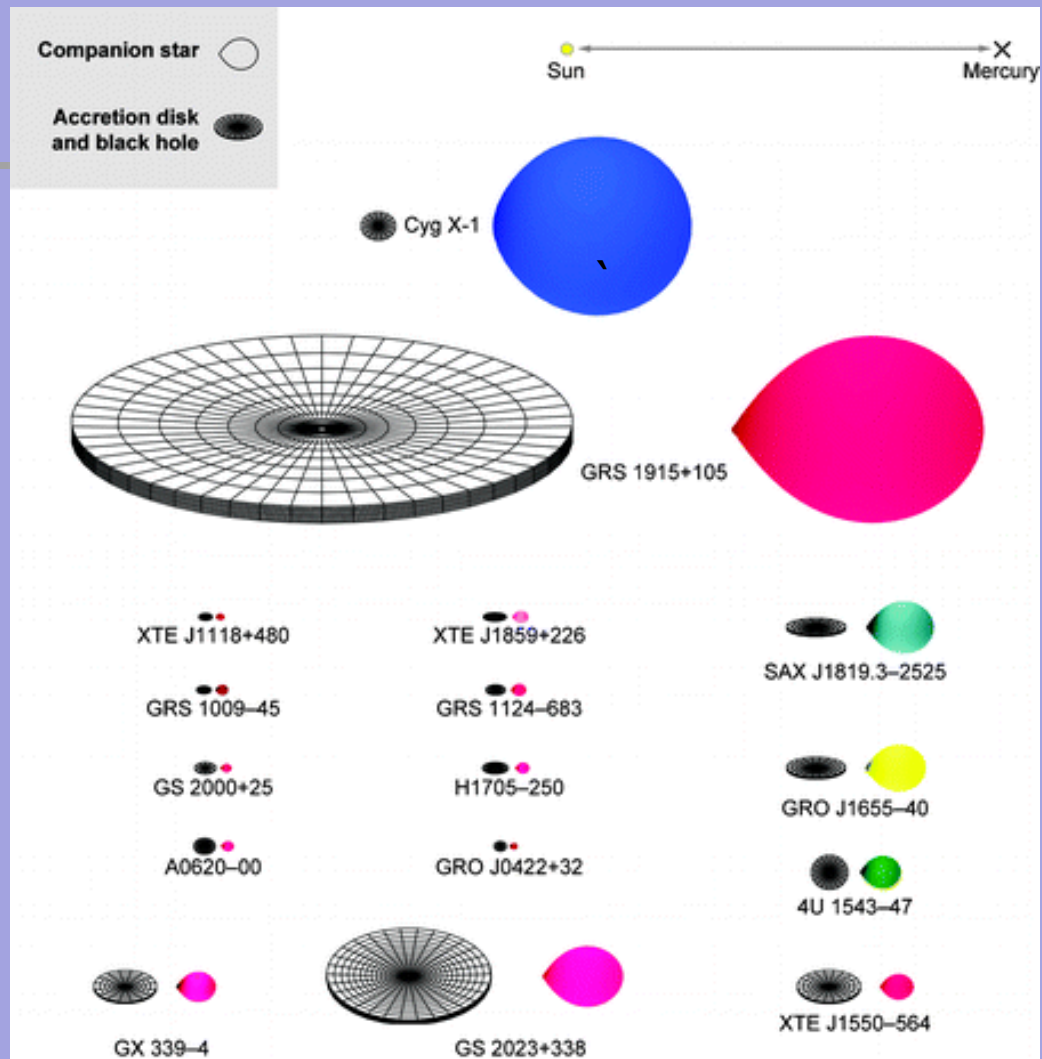 Companion star
Accretion disk
and black hole
Sun
Mercury
Cyg X-1
GRS 1915+105
XTE J1118+480
XTE J1859+226
SAX J1819.3–2525
GRS 1009–45
GRS 1124–683
GS 2000+25
H1705–250
GRO J1655–40
A0620–00
GRO J0422+32
4U 1543–47
GX 339–4
GS 2023+338
XTE J1550–564